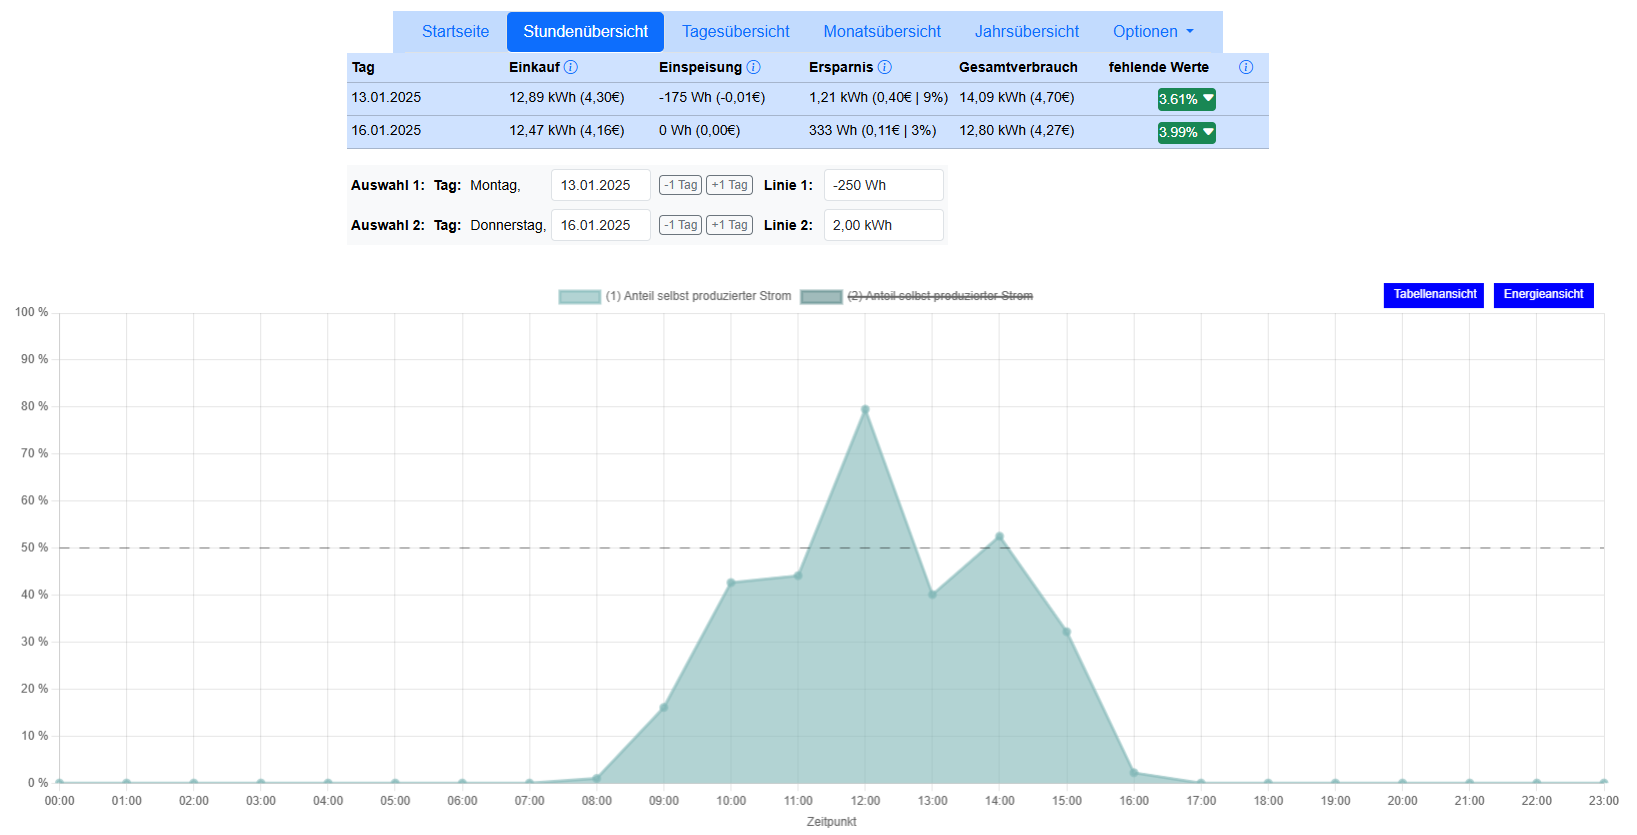 Startseite Stundenübersicht Tagesübersicht Monatsübersicht Jahrsübersicht Optionen
Tag Einkauf Einspeisung Ersparnis Gesamtverbrauch fehlende Werte
13.01.2025 12,89 kWh (4,30€) -175 Wh (-0,01€) 1,21 kWh (0,40€ | 9%) 14,09 kWh (4,70€) 3.61%
16.01.2025 12,47 kWh (4,16€) 0 Wh (0,00€) 333 Wh (0,11€ | 3%) 12,80 kWh (4,27€) 3.99%
Auswahl 1: Tag: Montag, 13.01.2025 -1 Tag +1 Tag Linie 1: -250 Wh
Auswahl 2: Tag: Donnerstag, 16.01.2025 -1 Tag +1 Tag Linie 2: 2,00 kWh
(1) Anteil selbst produzierter Strom (2) Anteil selbst produzierter Strom Tabellenansicht Energieansicht
100 %
90 %
80 %
70 %
60 %
50 %
40 %
30 %
20 %
10 %
0 %
00:00 01:00 02:00 03:00 04:00 05:00 06:00 07:00 08:00 09:00 10:00 11:00 12:00 13:00 14:00 15:00 16:00 17:00 18:00 19:00 20:00 21:00 22:00 23:00
Zeitpunkt